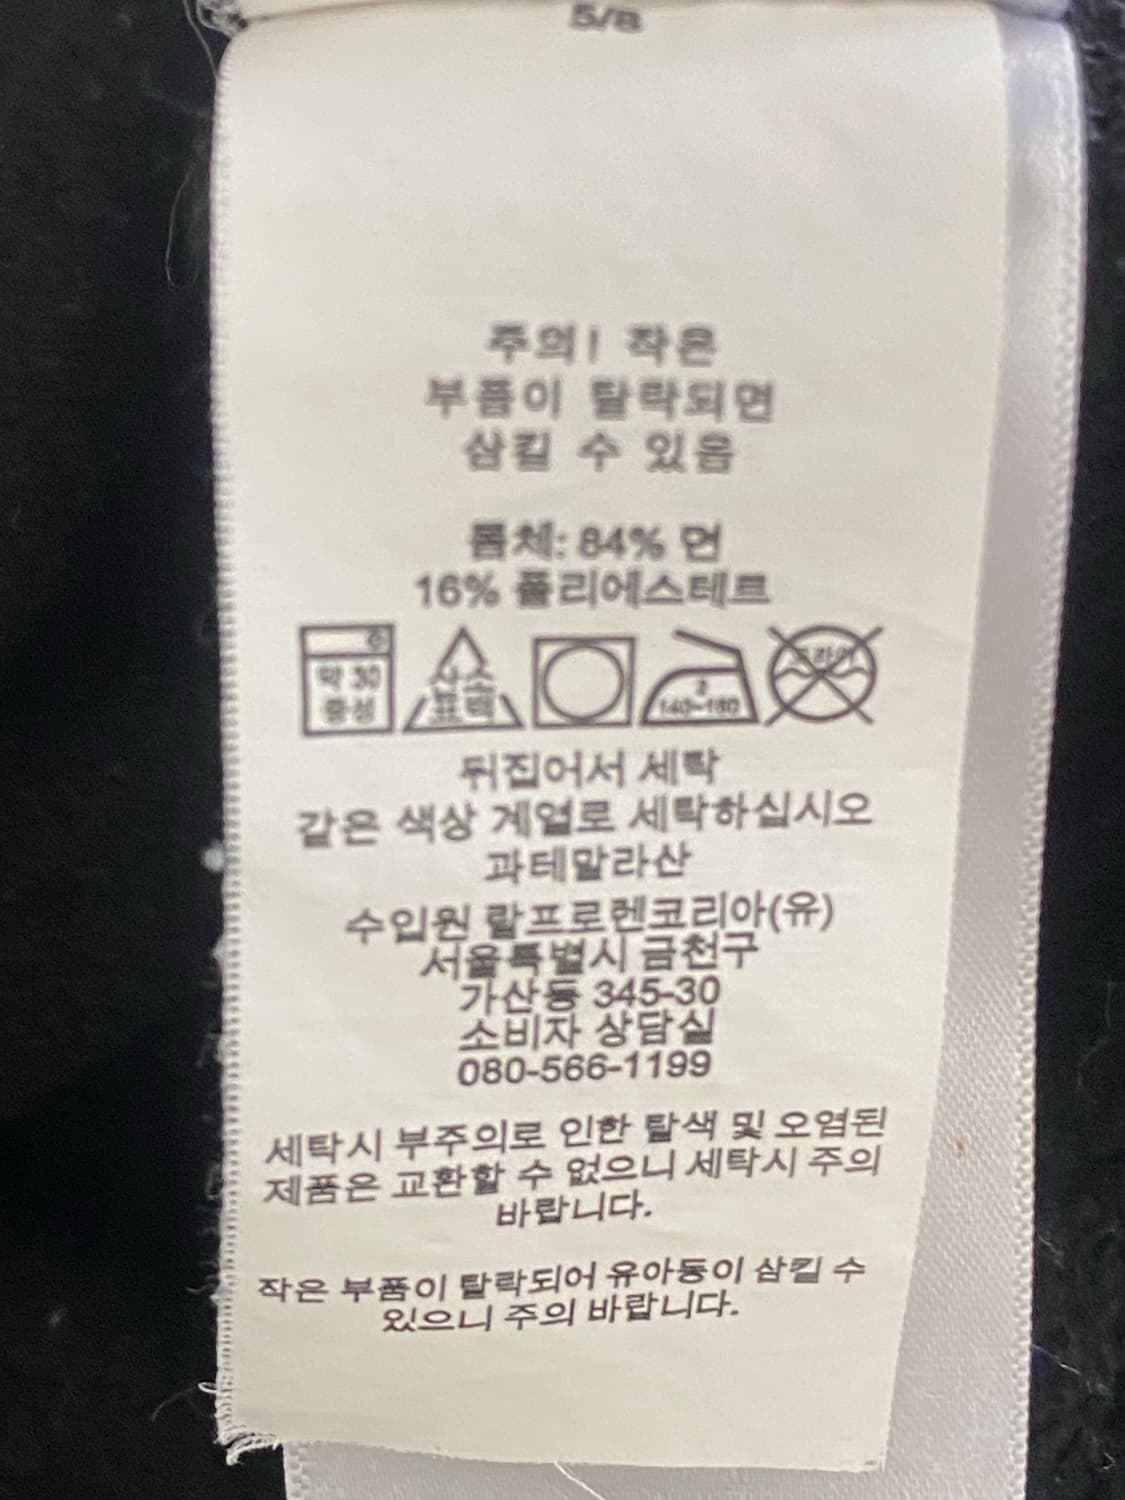 5/8
주의! 작은
부품이 탈락되면
삼킬 수 있음
몸체: 84% 면
16% 폴리에스테르
약 30
중성
산소
표백
2
140~160
드라이
뒤집어서 세탁
같은 색상 계열로 세탁하십시오
과테말라산
수입원 랄프로렌코리아(유)
서울특별시 금천구
가산동 345-30
소비자 상담실
080-566-1199
세탁시 부주의로 인한 탈색 및 오염된
제품은 교환할 수 없으니 세탁시 주의
바랍니다.
작은 부품이 탈락되어 유아동이 삼킬 수
있으니 주의 바랍니다.